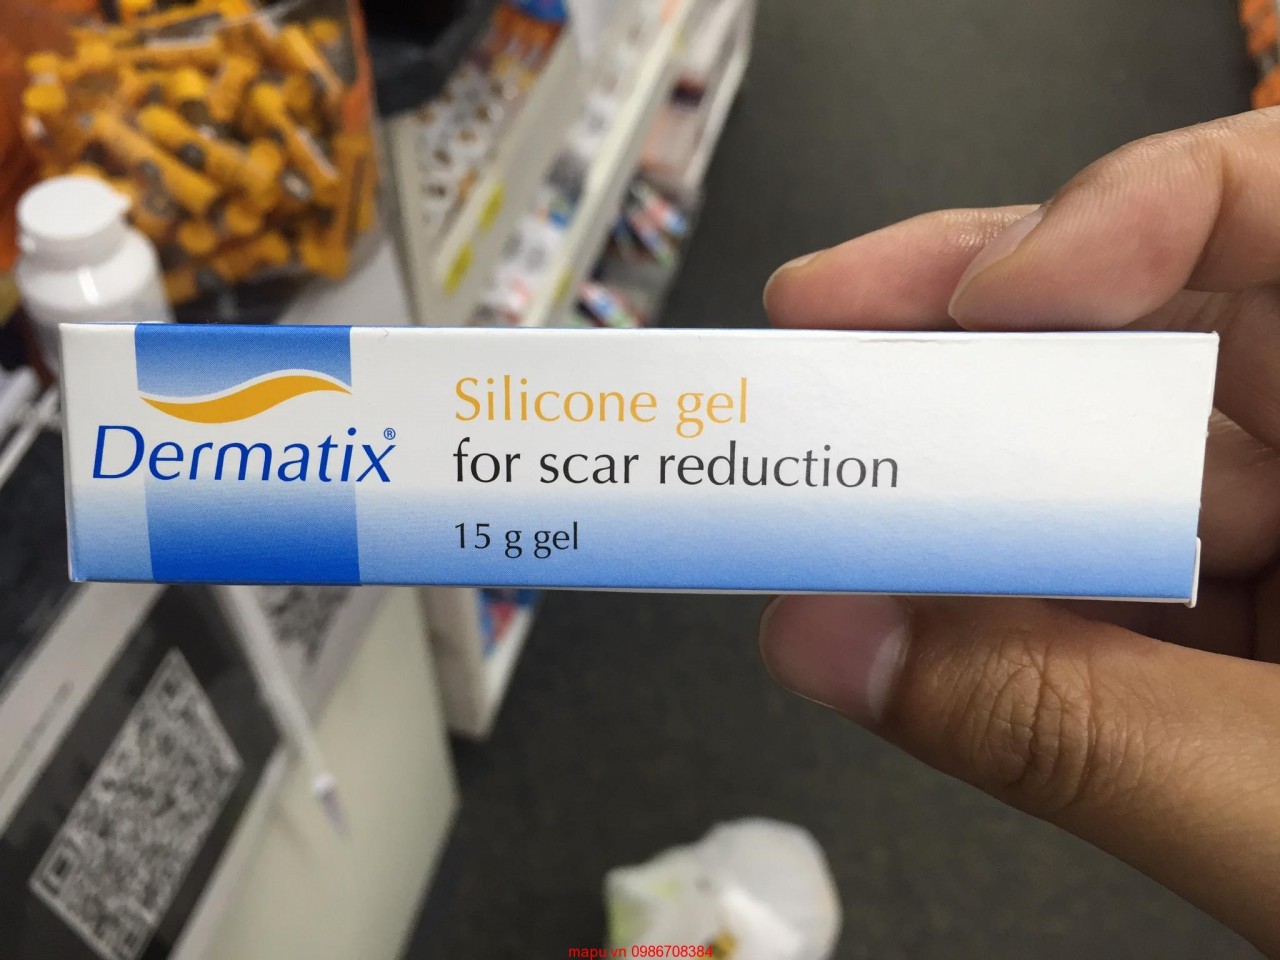 Dermatix®
Silicone gel
for scar reduction
15 g gel
mapu.vn 0986708384